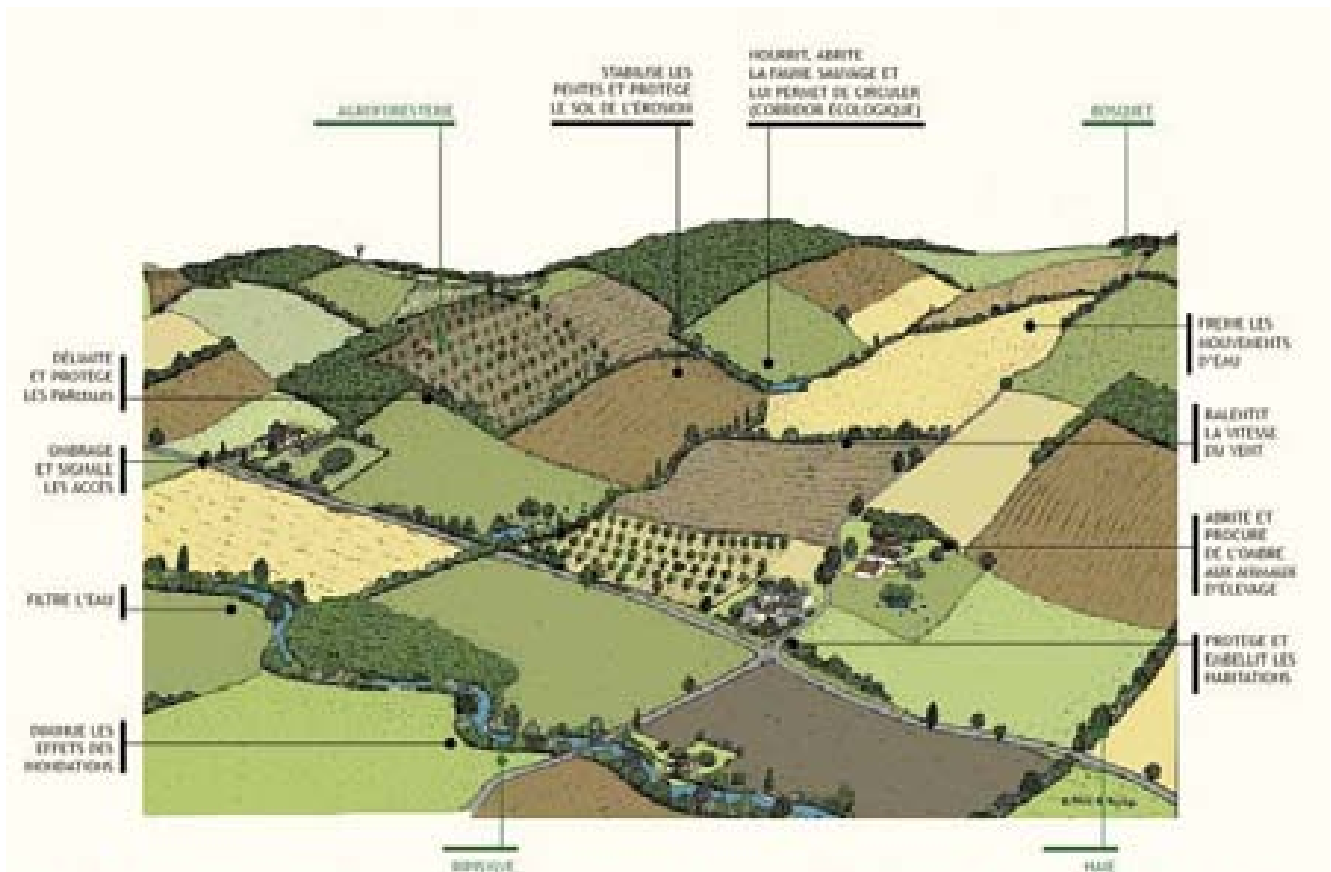 NOURRIT, ABRITE
LA FAUNE SAUVAGE ET
LUI PERMET DE CIRCULER
(CORRIDOR ÉCOLOGIQUE)
STABILISE LES
PENTES ET PROTÈGE
LE SOL DE L'ÉROSION
AGROFORESTERIE
BOSQUET
FREINE LES
MOUVEMENTS
D'EAU
DÉLIMITE
ET PROTÈGE
LES PARCELLES
RALENTIT
LA VITESSE
DU VENT
OMBRAGE
ET SIGNALE
LES ACCÈS
ABRITE ET
PROCURE
DE L'OMBRE
AUX ANIMAUX
D'ÉLEVAGE
FILTRE L'EAU
PROTÈGE ET
EMBELLIT LES
HABITATIONS
DIMINUE LES
EFFETS DES
INONDATIONS
RIPISYLVE
HAIE